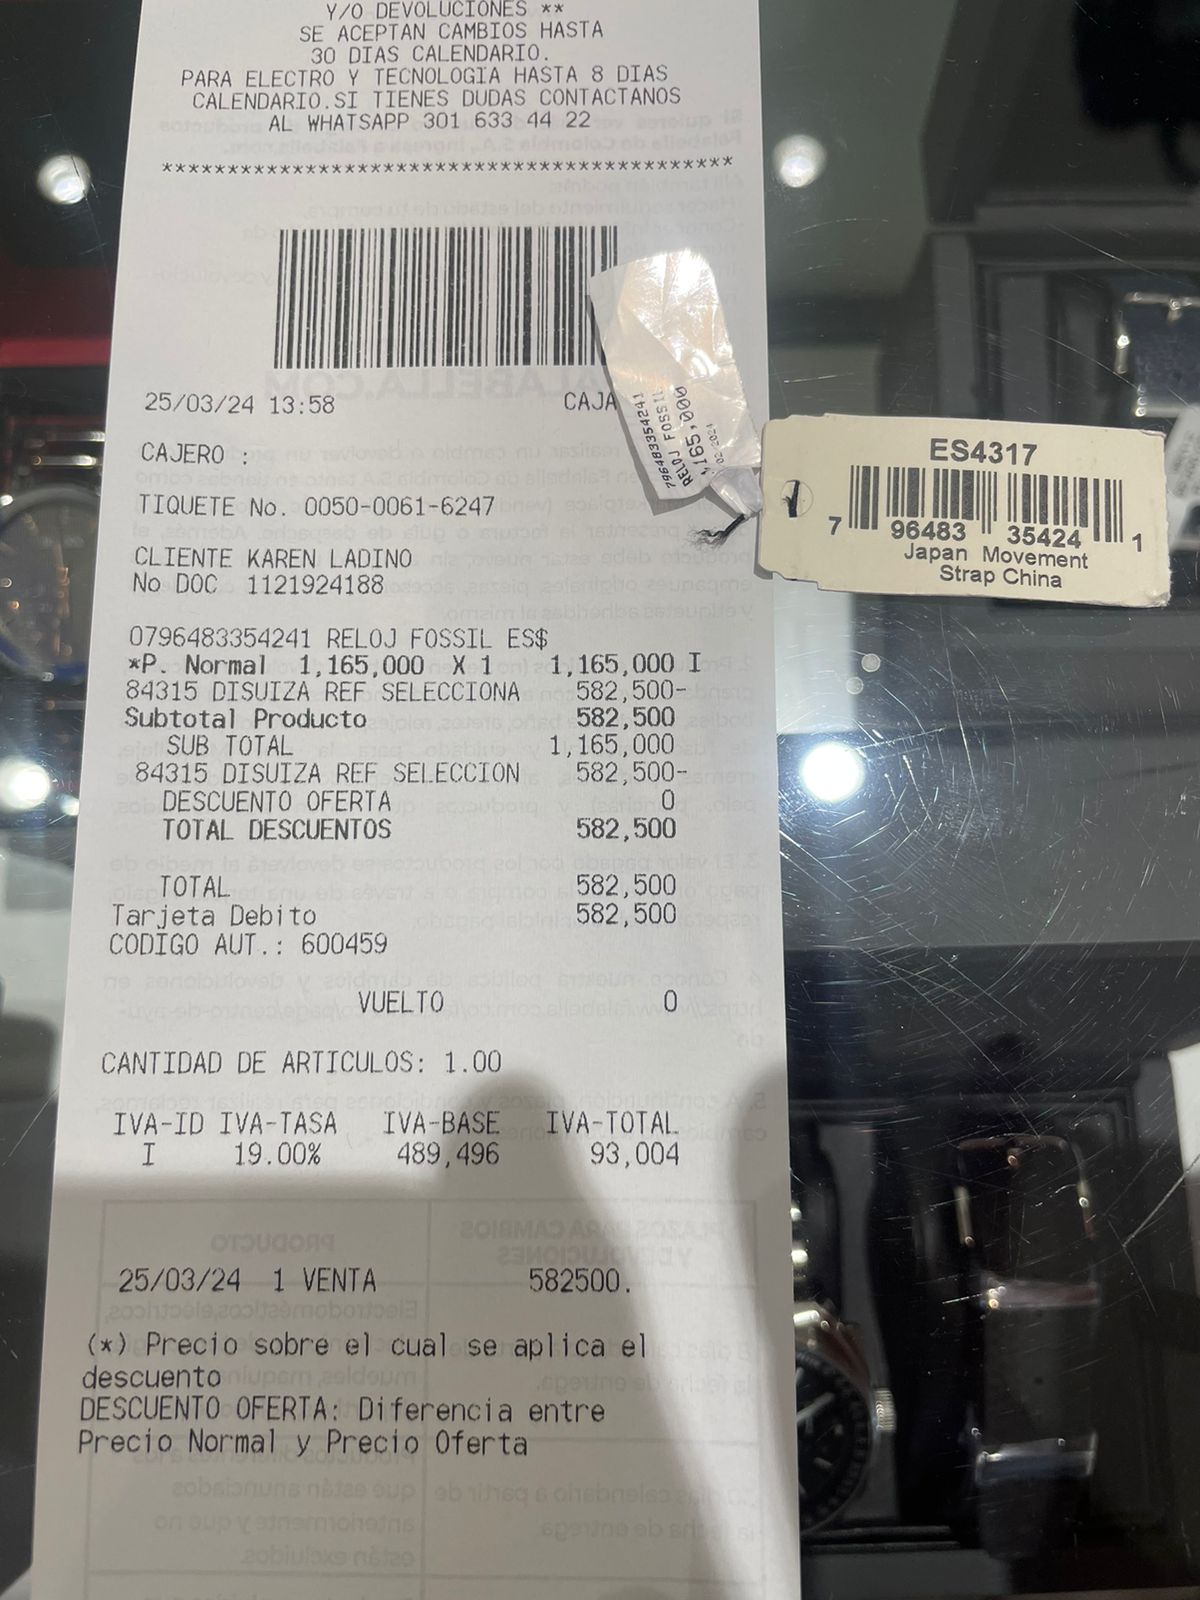 Y/O DEVOLUCIONES **
SE ACEPTAN CAMBIOS HASTA
30 DIAS CALENDARIO.
PARA ELECTRO Y TECNOLOGIA HASTA 8 DIAS
CALENDARIO.SI TIENES DUDAS CONTACTANOS
AL WHATSAPP 301 633 44 22
********************************************
25/03/24 13:58 CAJA
CAJERO :
TIQUETE No. 0050-0061-6247
CLIENTE KAREN LADINO
No DOC 1121924188
0796483354241 RELOJ FOSSIL ES$
*P. Normal 1,165,000 X 1 1,165,000 I
84315 DISUIZA REF SELECCIONA 582,500-
Subtotal Producto 582,500
SUB TOTAL 1,165,000
84315 DISUIZA REF SELECCION 582,500-
DESCUENTO OFERTA 0
TOTAL DESCUENTOS 582,500
TOTAL 582,500
Tarjeta Debito 582,500
CODIGO AUT.: 600459
VUELTO 0
CANTIDAD DE ARTICULOS: 1.00
IVA-ID IVA-TASA IVA-BASE IVA-TOTAL
I 19.00% 489,496 93,004
25/03/24 1 VENTA 582500.
(*) Precio sobre el cual se aplica el
descuento
DESCUENTO OFERTA: Diferencia entre
Precio Normal y Precio Oferta
796483354241
RELOJ FOSSIL
165,000
ES4317
7 96483 35424 1
Japan Movement
Strap China